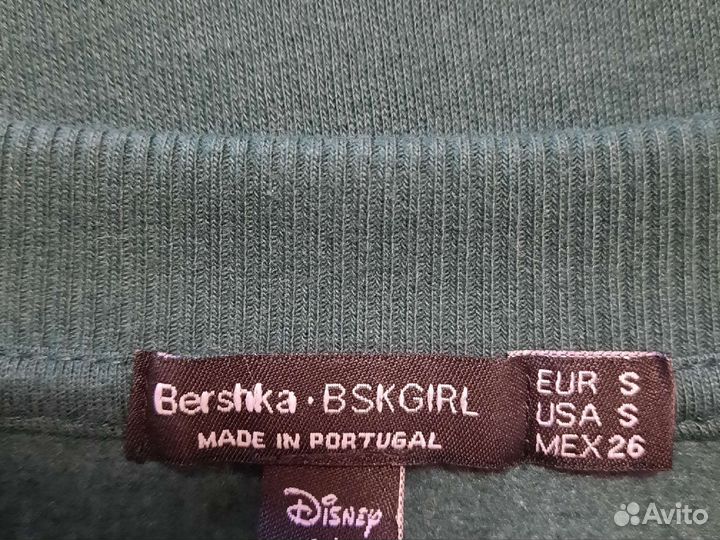 Bershka · BSKGIRL
MADE IN PORTUGAL
EUR S
USA S
MEX 26
Disney
Avito